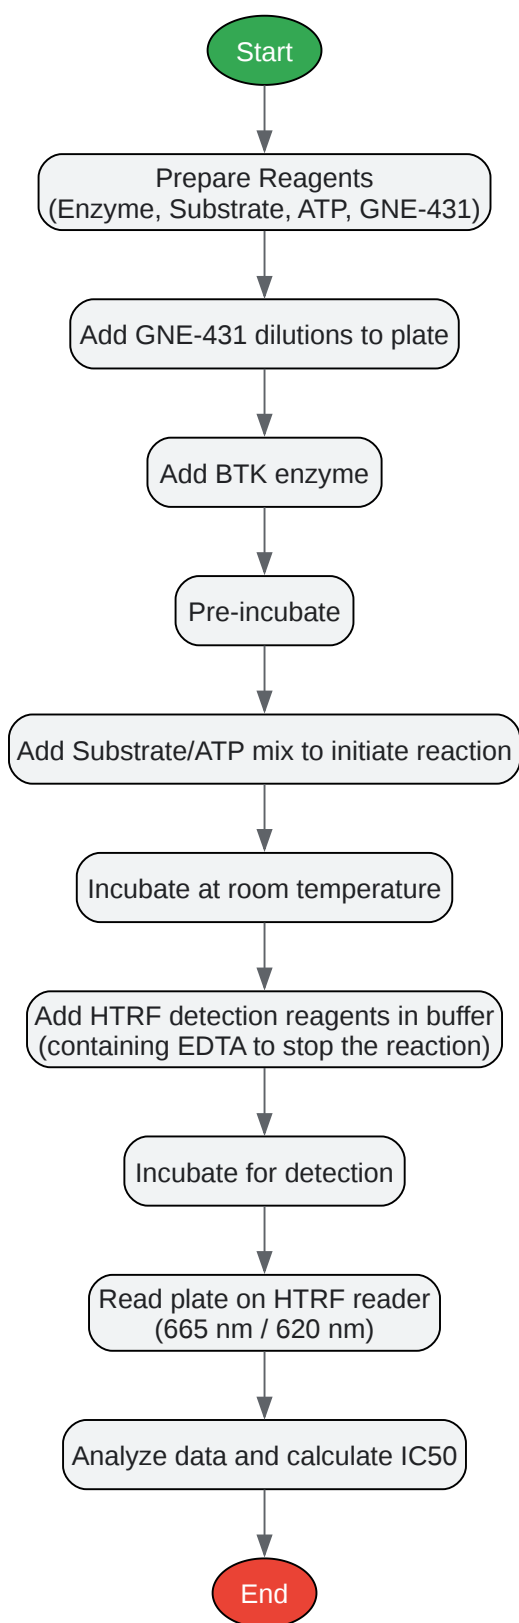 Start
Prepare Reagents
(Enzyme, Substrate, ATP, GNE-431)
Add GNE-431 dilutions to plate
Add BTK enzyme
Pre-incubate
Add Substrate/ATP mix to initiate reaction
Incubate at room temperature
Add HTRF detection reagents in buffer
(containing EDTA to stop the reaction)
Incubate for detection
Read plate on HTRF reader
(665 nm / 620 nm)
Analyze data and calculate IC50
End